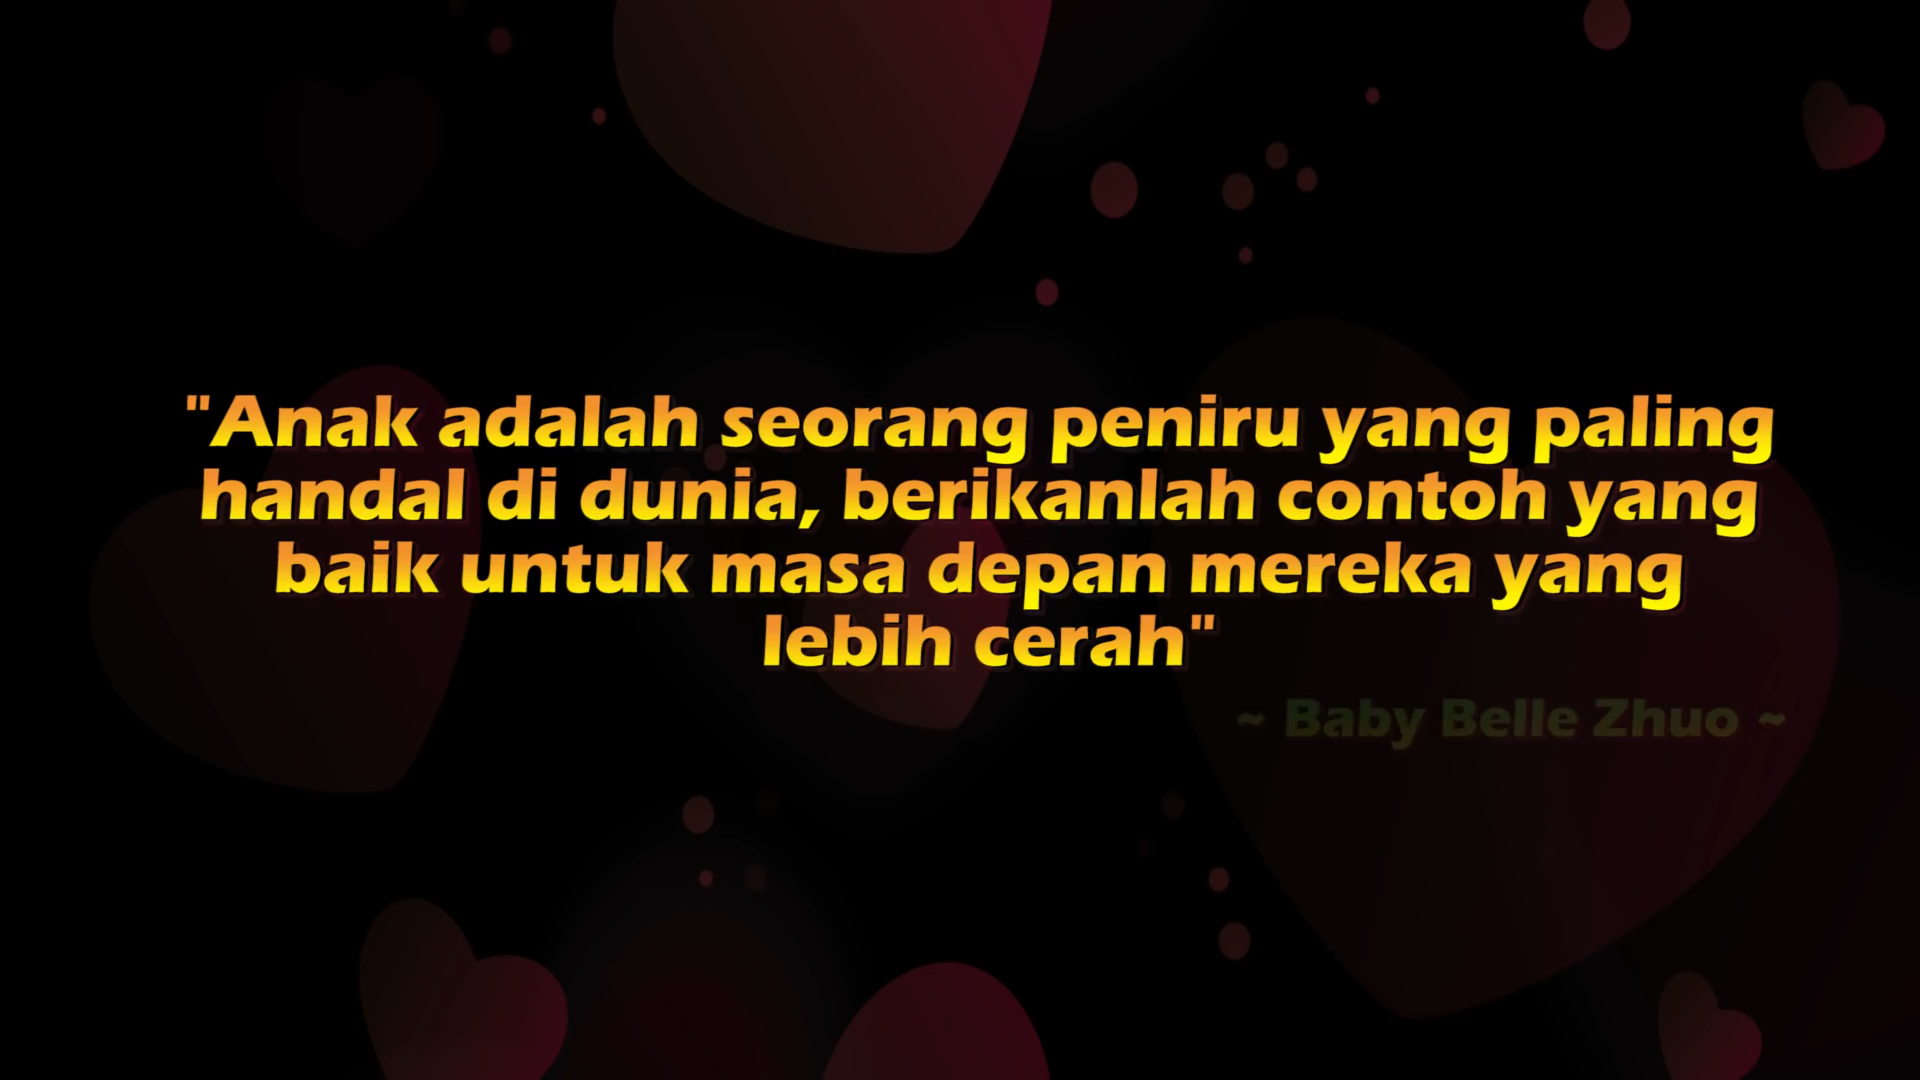 "Anak adalah seorang peniru yang paling
handal di dunia, berikanlah contoh yang
baik untuk masa depan mereka yang
lebih cerah"
~ Baby Belle Zhuo ~